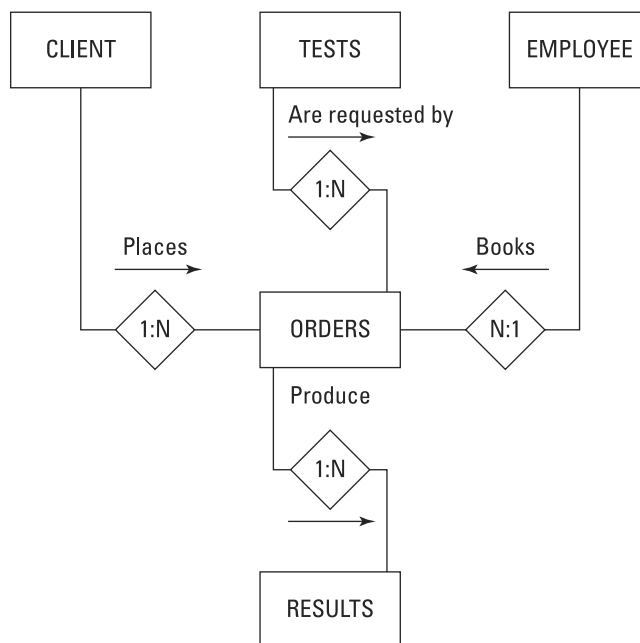 CLIENT
TESTS
EMPLOYEE
Are requested by
1:N
Places
Books
1:N
ORDERS
N:1
Produce
1:N
RESULTS